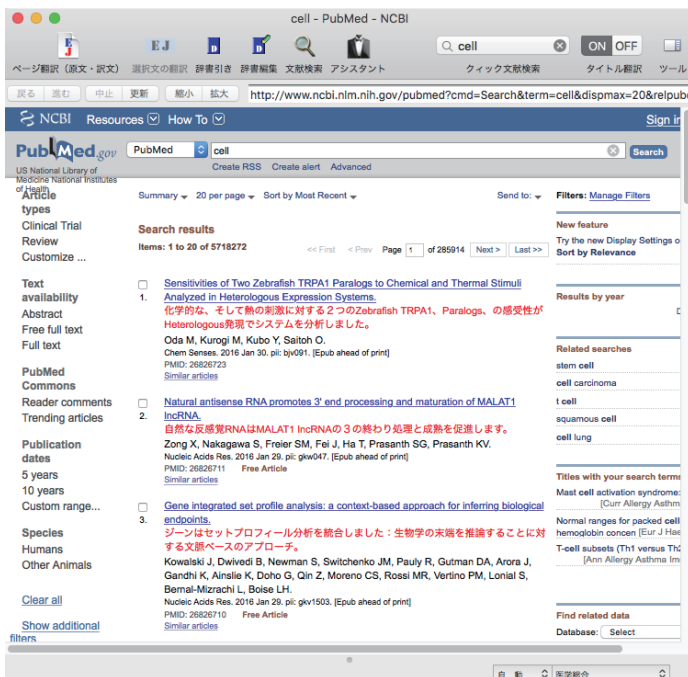 cell - PubMed - NCBI
EJ
E J
D
D
cell
ON OFF
ページ翻訳（原文・訳文） 選択文の翻訳 辞書引き 辞書編集 文献検索 アシスタント クィック文献検索 タイトル翻訳 ツール
戻る 進む 中止 更新 縮小 拡大 http://www.ncbi.nlm.nih.gov/pubmed?cmd=Search&term=cell&dispmax=20&relpub
NCBI Resources How To Sign in
PubMed.gov PubMed cell Search
US National Library of
Medicine National Institutes
of Health
Create RSS Create alert Advanced
Article
types
Clinical Trial
Review
Customize ...
Text
availability
Abstract
Free full text
Full text
PubMed
Commons
Reader comments
Trending articles
Publication
dates
5 years
10 years
Custom range...
Species
Humans
Other Animals
Clear all
Show additional
filters
Summary 20 per page Sort by Most Recent Send to:
Search results
Items: 1 to 20 of 5718272 << First < Prev Page 1 of 285914 Next > Last >>
1.
Sensitivities of Two Zebrafish TRPA1 Paralogs to Chemical and Thermal Stimuli
Analyzed in Heterologous Expression Systems.
化学的な、そして熱の刺激に対する２つのZebrafish TRPA1、Paralogs、の感受性が
Heterologous発現でシステムを分析しました。
Oda M, Kurogi M, Kubo Y, Saitoh O.
Chem Senses. 2016 Jan 30. pii: bjv091. [Epub ahead of print]
PMID: 26826723
Similar articles
2.
Natural antisense RNA promotes 3' end processing and maturation of MALAT1
lncRNA.
自然な反感覚RNAはMALAT1 lncRNAの３の終わり処理と成熟を促進します。
Zong X, Nakagawa S, Freier SM, Fei J, Ha T, Prasanth SG, Prasanth KV.
Nucleic Acids Res. 2016 Jan 29. pii: gkw047. [Epub ahead of print]
PMID: 26826711 Free Article
Similar articles
3.
Gene integrated set profile analysis: a context-based approach for inferring biological
endpoints.
ジーンはセットプロフィール分析を統合しました：生物学の末端を推論することに対
する文脈ベースのアプローチ。
Kowalski J, Dwivedi B, Newman S, Switchenko JM, Pauly R, Gutman DA, Arora J,
Gandhi K, Ainslie K, Doho G, Qin Z, Moreno CS, Rossi MR, Vertino PM, Lonial S,
Bernal-Mizrachi L, Boise LH.
Nucleic Acids Res. 2016 Jan 29. pii: gkv1503. [Epub ahead of print]
PMID: 26826710 Free Article
Similar articles
Filters: Manage Filters
New feature
Try the new Display Settings o
Sort by Relevance
Results by year
Related searches
stem cell
cell carcinoma
t cell
squamous cell
cell lung
Titles with your search terms
Mast cell activation syndrome:
[Curr Allergy Asthm
Normal ranges for packed cell
hemoglobin concen [Eur J Hae
T-cell subsets (Th1 versus Th2
[Ann Allergy Asthma Im
Find related data
Database: Select
自 動 医学総合